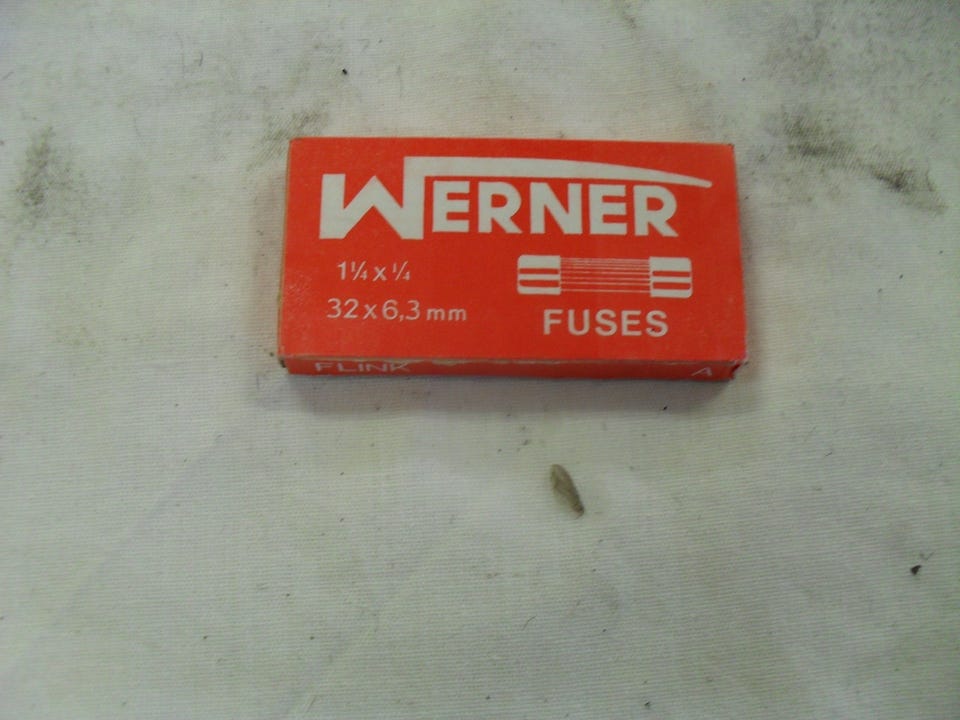 WERNER
1¼ x ¼
32 x 6,3 mm
FUSES
FLINK A